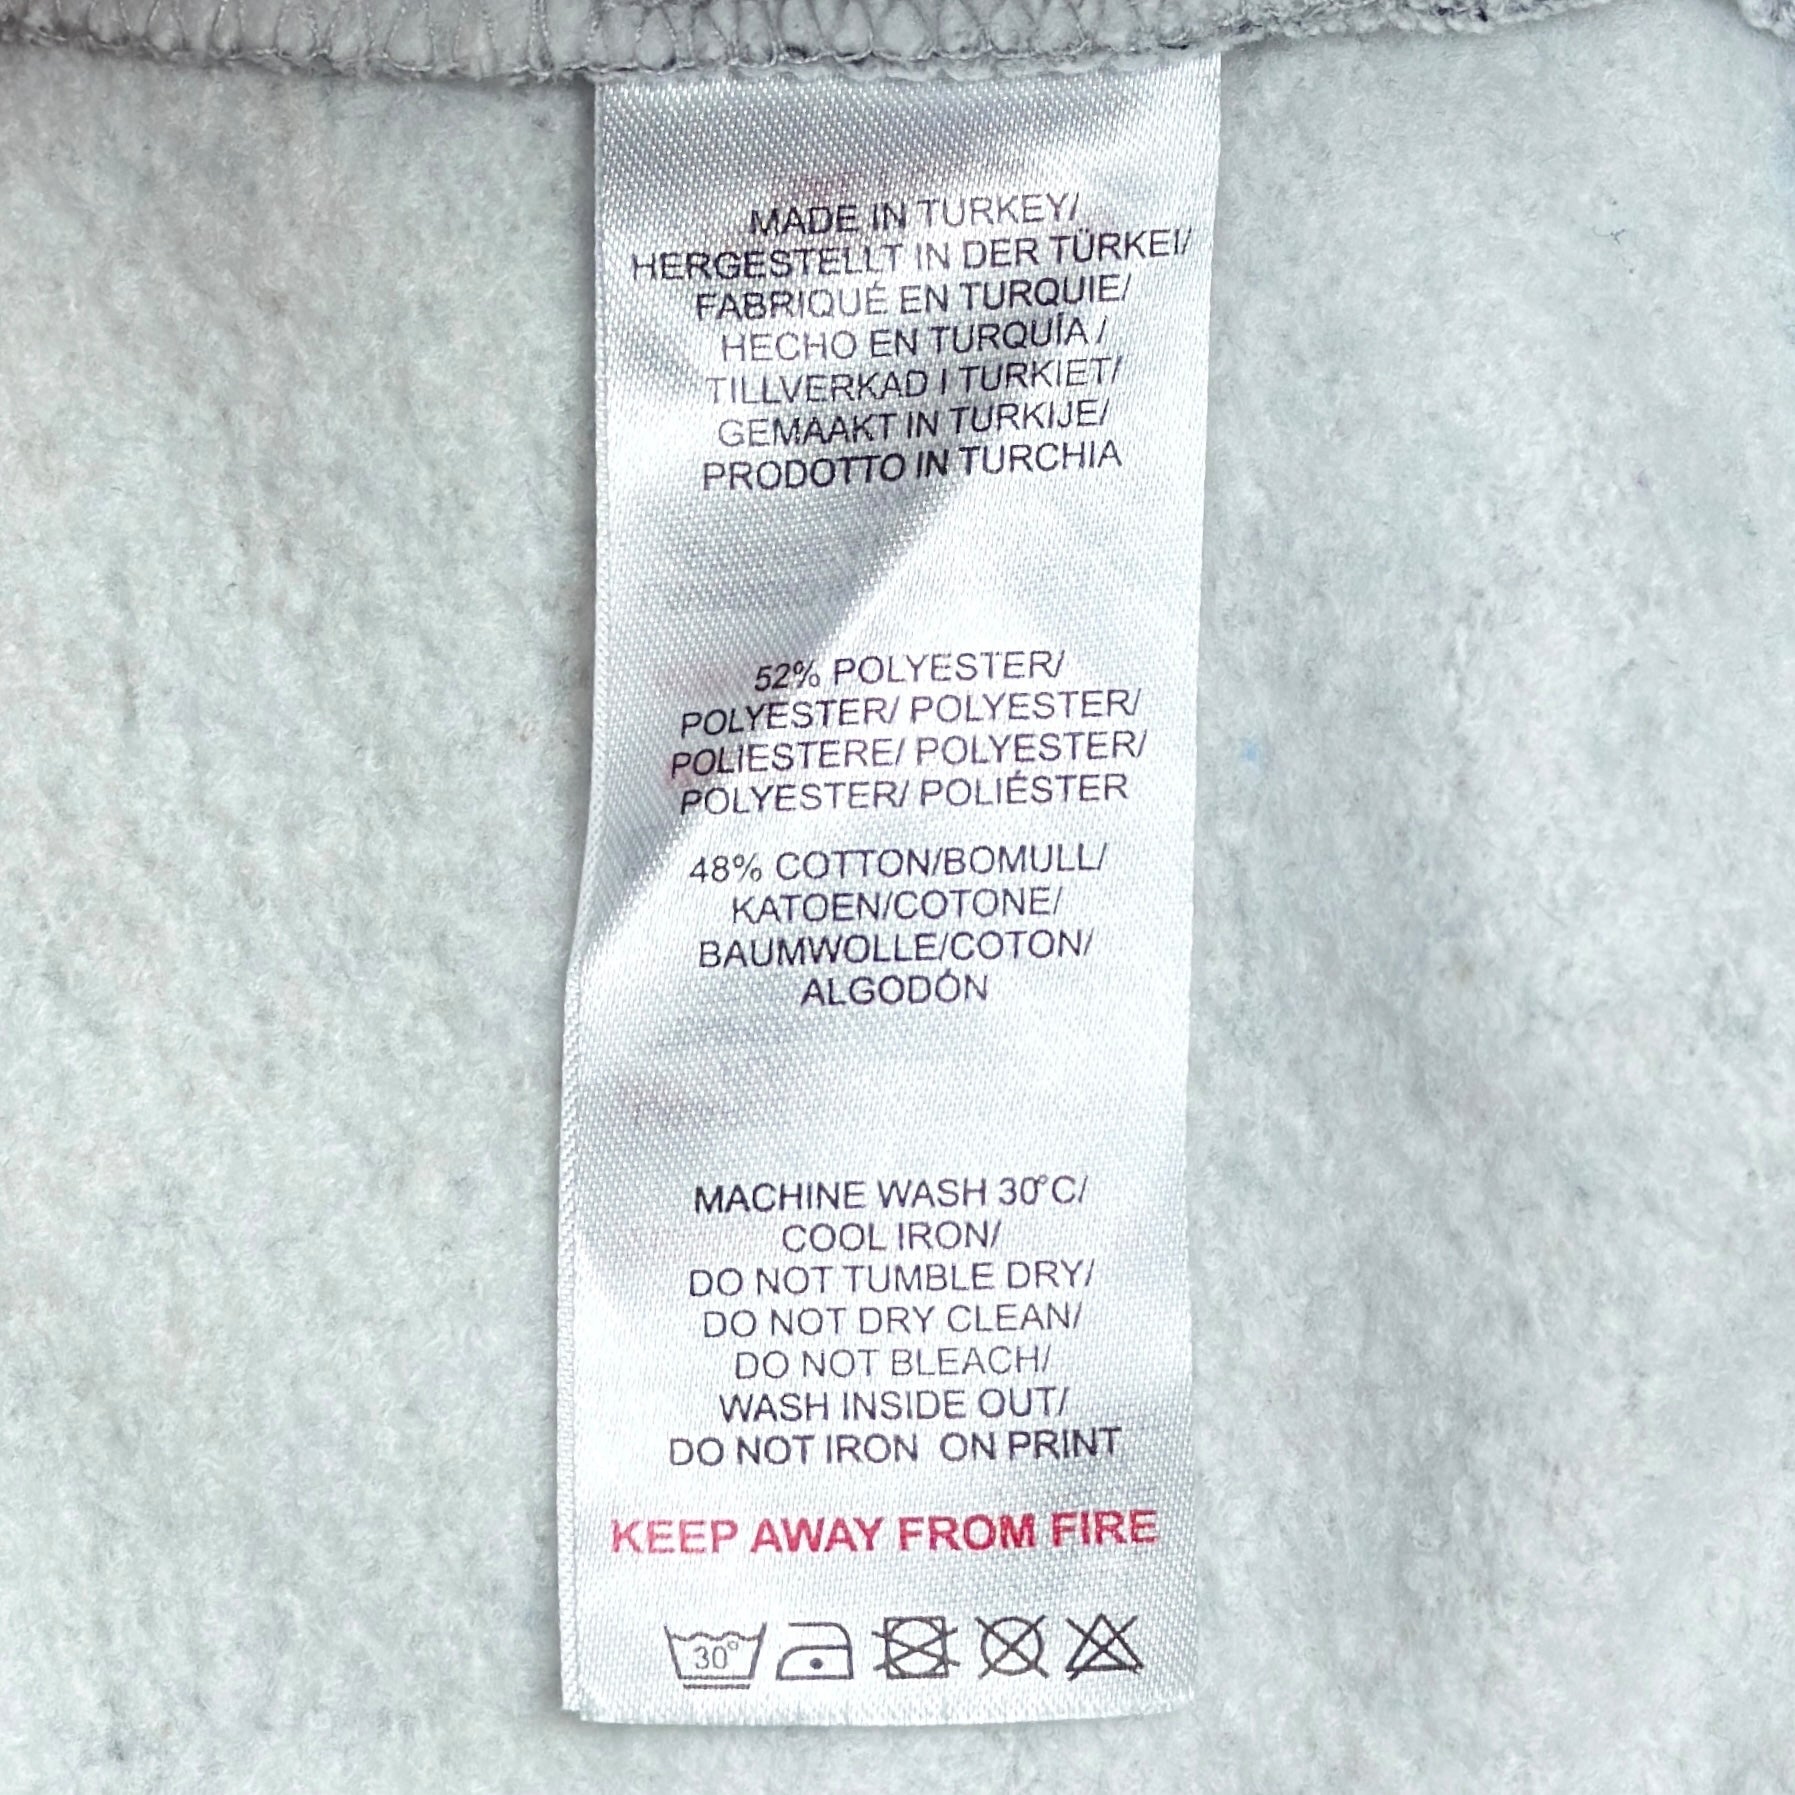 MADE IN TURKEY/
HERGESTELLT IN DER TÜRKEI/
FABRIQUÉ EN TURQUIE/
HECHO EN TURQUÍA /
TILLVERKAD I TURKIET/
GEMAAKT IN TURKIJE/
PRODOTTO IN TURCHIA
52% POLYESTER/
POLYESTER/ POLYESTER/
POLIESTERE/ POLYESTER/
POLYESTER/ POLIÉSTER
48% COTTON/BOMULL/
KATOEN/COTONE/
BAUMWOLLE/COTON/
ALGODÓN
MACHINE WASH 30°C/
COOL IRON/
DO NOT TUMBLE DRY/
DO NOT DRY CLEAN/
DO NOT BLEACH/
WASH INSIDE OUT/
DO NOT IRON ON PRINT
KEEP AWAY FROM FIRE
30°